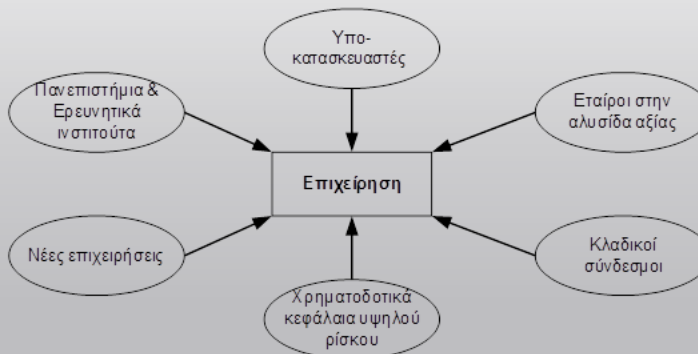 Υπο-
κατασκευαστές
Πανεπιστήμια &
Ερευνητικά
ινστιτούτα
Εταίροι στην
αλυσίδα αξίας
Επιχείρηση
Νέες επιχειρήσεις
Κλαδικοί
σύνδεσμοι
Χρηματοδοτικά
κεφάλαια υψηλού
ρίσκου